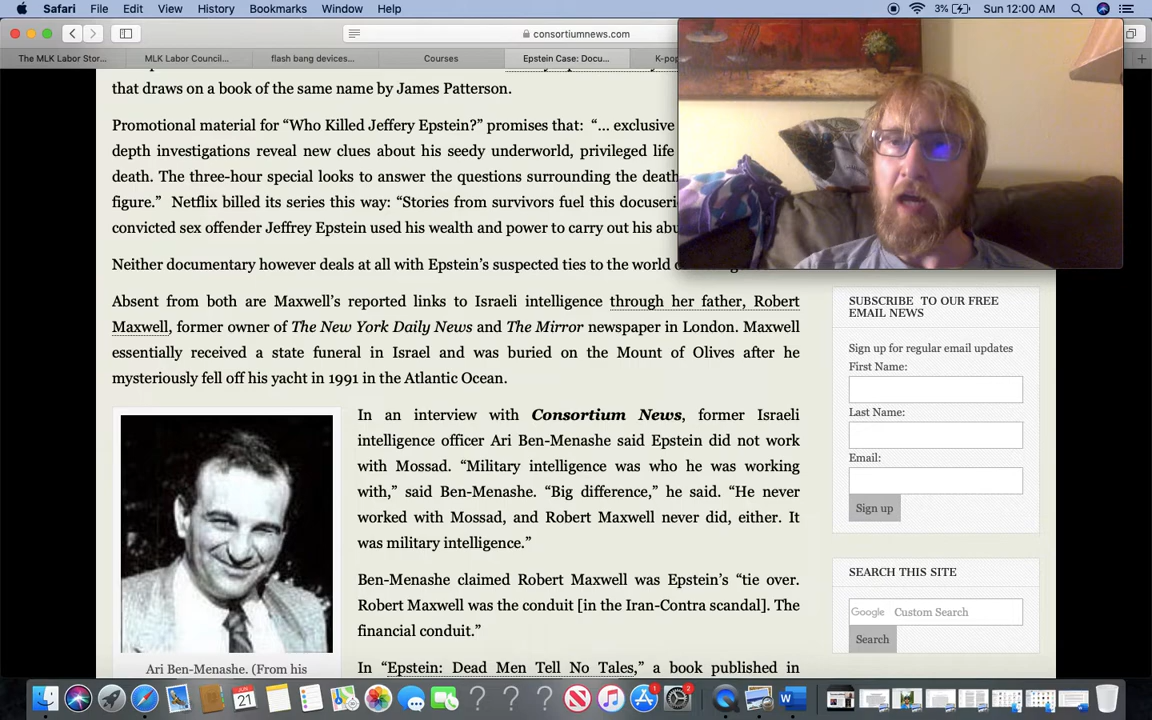 Safari File Edit View History Bookmarks Window Help 3% Sun 12:00 AM
consortiumnews.com
The MLK Labor Stor... MLK Labor Council... flash bang devices... Courses Epstein Case: Docu... K-pop
that draws on a book of the same name by James Patterson.
Promotional material for “Who Killed Jeffery Epstein?” promises that: “... exclusive
depth investigations reveal new clues about his seedy underworld, privileged life
death. The three-hour special looks to answer the questions surrounding the death
figure.” Netflix billed its series this way: “Stories from survivors fuel this docuseri
convicted sex offender Jeffrey Epstein used his wealth and power to carry out his abu
Neither documentary however deals at all with Epstein’s suspected ties to the world
Absent from both are Maxwell’s reported links to Israeli intelligence through her father, Robert
Maxwell, former owner of The New York Daily News and The Mirror newspaper in London. Maxwell
essentially received a state funeral in Israel and was buried on the Mount of Olives after he
mysteriously fell off his yacht in 1991 in the Atlantic Ocean.
In an interview with Consortium News, former Israeli
intelligence officer Ari Ben-Menashe said Epstein did not work
with Mossad. “Military intelligence was who he was working
with,” said Ben-Menashe. “Big difference,” he said. “He never
worked with Mossad, and Robert Maxwell never did, either. It
was military intelligence.”
Ben-Menashe claimed Robert Maxwell was Epstein’s “tie over.
Robert Maxwell was the conduit [in the Iran-Contra scandal]. The
financial conduit.”
In “Epstein: Dead Men Tell No Tales,” a book published in
Ari Ben-Menashe. (From his
SUBSCRIBE TO OUR FREE
EMAIL NEWS
Sign up for regular email updates
First Name:
Last Name:
Email:
Sign up
SEARCH THIS SITE
Google Custom Search
Search
JUN
21
1
2